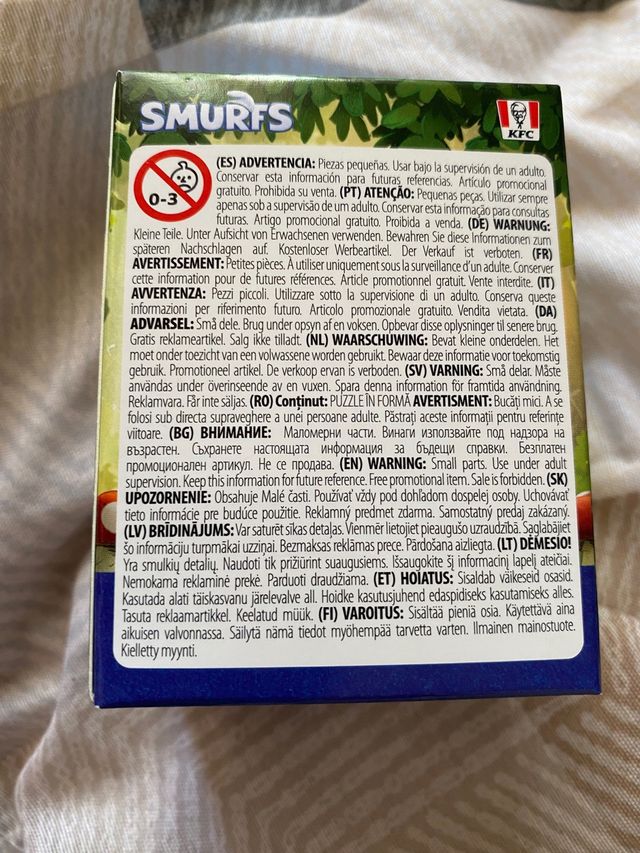 SMURFS
KFC
0-3
(ES) ADVERTENCIA: Piezas pequeñas. Usar bajo la supervisión de un adulto.
Conservar esta información para futuras referencias. Artículo promocional
gratuito. Prohibida su venta. (PT) ATENÇÃO: Pequenas peças. Utilizar sempre
apenas sob a supervisão de um adulto. Conservar esta informação para consultas
futuras. Artigo promocional gratuito. Proibida a venda. (DE) WARNUNG:
Kleine Teile. Unter Aufsicht von Erwachsenen verwenden. Bewahren Sie diese Informationen zum
späteren Nachschlagen auf. Kostenloser Werbeartikel. Der Verkauf ist verboten. (FR)
AVERTISSEMENT: Petites pièces. À utiliser uniquement sous la surveillance d'un adulte. Conserver
cette information pour de futures références. Article promotionnel gratuit. Vente interdite. (IT)
AVVERTENZA: Pezzi piccoli. Utilizzare sotto la supervisione di un adulto. Conserva queste
informazioni per riferimento futuro. Articolo promozionale gratuito. Vendita vietata. (DA)
ADVARSEL: Små dele. Brug under opsyn af en voksen. Opbevar disse oplysninger til senere brug.
Gratis reklameartikel. Salg ikke tilladt. (NL) WAARSCHUWING: Bevat kleine onderdelen. Het
moet onder toezicht van een volwassene worden gebruikt. Bewaar deze informatie voor toekomstig
gebruik. Promotioneel artikel. De verkoop ervan is verboden. (SV) VARNING: Små delar. Måste
användas under överinseende av en vuxen. Spara denna information för framtida användning.
Reklamvara. Får inte säljas. (RO) Conținut: PUZZLE ÎN FORMĂ AVERTISMENT: Bucăți mici. A se
folosi sub directa supraveghere a unei persoane adulte. Păstrați aceste informații pentru referințe
viitoare. (BG) ВНИМАНИЕ: Маломерни части. Винаги използвайте под надзора на
възрастен. Съхранете настоящата информация за бъдещи справки. Безплатен
промоционален артикул. Не се продава. (EN) WARNING: Small parts. Use under adult
supervision. Keep this information for future reference. Free promotional item. Sale is forbidden. (SK)
UPOZORNENIE: Obsahuje Malé časti. Používať vždy pod dohľadom dospelej osoby. Uchovávať
tieto informácie pre budúce použitie. Reklamný predmet zdarma. Samostatný predaj zakázaný.
(LV) BRĪDINĀJUMS: Var saturēt sīkas detaļas. Vienmēr lietojiet pieaugušo uzraudzībā. Saglabājiet
šo informāciju turpmākai uzziņai. Bezmaksas reklāmas prece. Pārdošana aizliegta. (LT) DĖMESIO!
Yra smulkių detalių. Naudoti tik prižiūrint suaugusiems. Išsaugokite šį informacinį lapelį ateičiai.
Nemokama reklaminė prekė. Parduoti draudžiama. (ET) HOIATUS: Sisaldab väikeseid osasid.
Kasutada alati täiskasvanu järelevalve all. Hoidke kasutusjuhend edaspidiseks kasutamiseks alles.
Tasuta reklaamartikkel. Keelatud müük. (FI) VAROITUS: Sisältää pieniä osia. Käytettävä aina
aikuisen valvonnassa. Säilytä nämä tiedot myöhempää tarvetta varten. Ilmainen mainostuote.
Kielletty myynti.